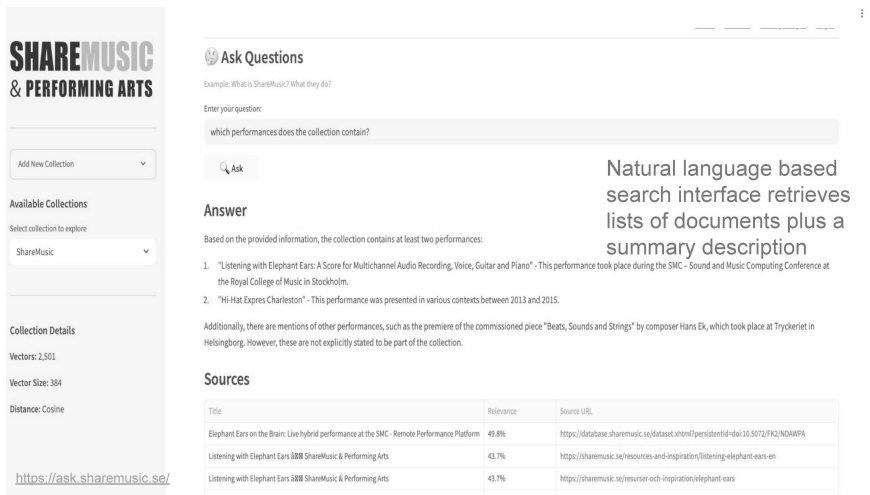 SHAREMUSIC
& PERFORMING ARTS
Add New Collection
Available Collections
Select collection to explore
ShareMusic
Collection Details
Vectors: 2,501
Vector Size: 384
Distance: Cosine
https://ask.sharemusic.se/
Ask Questions
Example: What is ShareMusic? What they do?
Enter your question:
which performances does the collection contain?
Ask
Natural language based
search interface retrieves
lists of documents plus a
summary description
Answer
Based on the provided information, the collection contains at least two performances:
1. "Listening with Elephant Ears: A Score for Multichannel Audio Recording, Voice, Guitar and Piano" - This performance took place during the SMC – Sound and Music Computing Conference at
the Royal College of Music in Stockholm.
2. "Hi-Hat Expres Charleston" - This performance was presented in various contexts between 2013 and 2015.
Additionally, there are mentions of other performances, such as the premiere of the commissioned piece "Beats, Sounds and Strings" by composer Hans Ek, which took place at Tryckeriet in
Helsingborg. However, these are not explicitly stated to be part of the collection.
Sources
Title Relevance Source URL
Elephant Ears on the Brain: Live hybrid performance at the SMC - Remote Performance Platform 49.8% https://database.sharemusic.se/dataset.xhtml?persistentId=doi:10.5072/FK2/NDAWPA
Listening with Elephant Ears â ShareMusic & Performing Arts 43.7% https://sharemusic.se/resources-and-inspiration/listening-elephant-ears-en
Listening with Elephant Ears â ShareMusic & Performing Arts 43.7% https://sharemusic.se/resurser-och-inspiration/elephant-ears